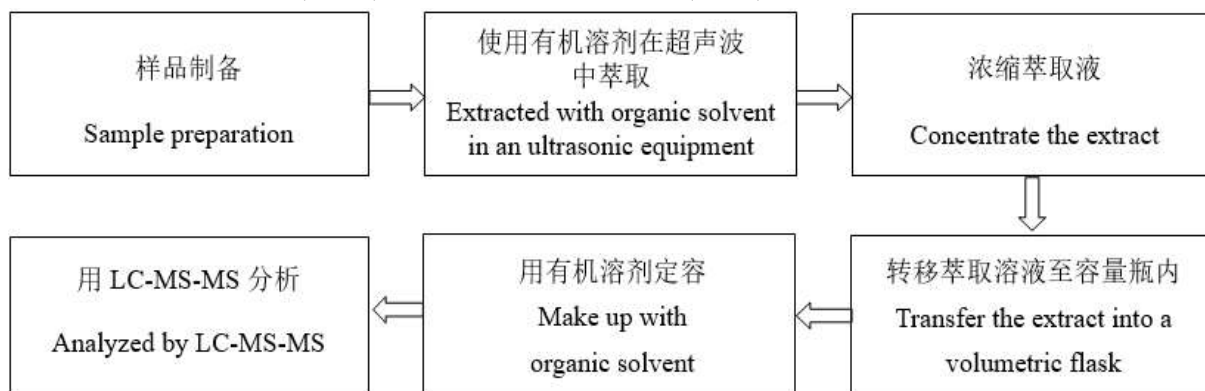 样品制备
Sample preparation
使用有机溶剂在超声波
中萃取
Extracted with organic solvent
in an ultrasonic equipment
浓缩萃取液
Concentrate the extract
转移萃取溶液至容量瓶内
Transfer the extract into a
volumetric flask
用有机溶剂定容
Make up with
organic solvent
用 LC-MS-MS 分析
Analyzed by LC-MS-MS